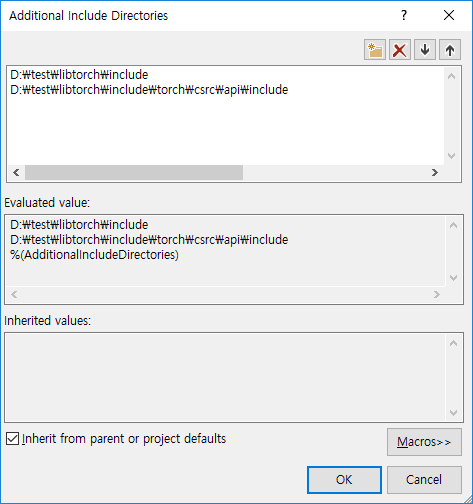 Additional Include Directories
?
D:₩test₩libtorch₩include
D:₩test₩libtorch₩include₩torch₩csrc₩api₩include
Evaluated value:
D:₩test₩libtorch₩include
D:₩test₩libtorch₩include₩torch₩csrc₩api₩include
%(AdditionalIncludeDirectories)
Inherited values:
Inherit from parent or project defaults
Macros>>
OK
Cancel